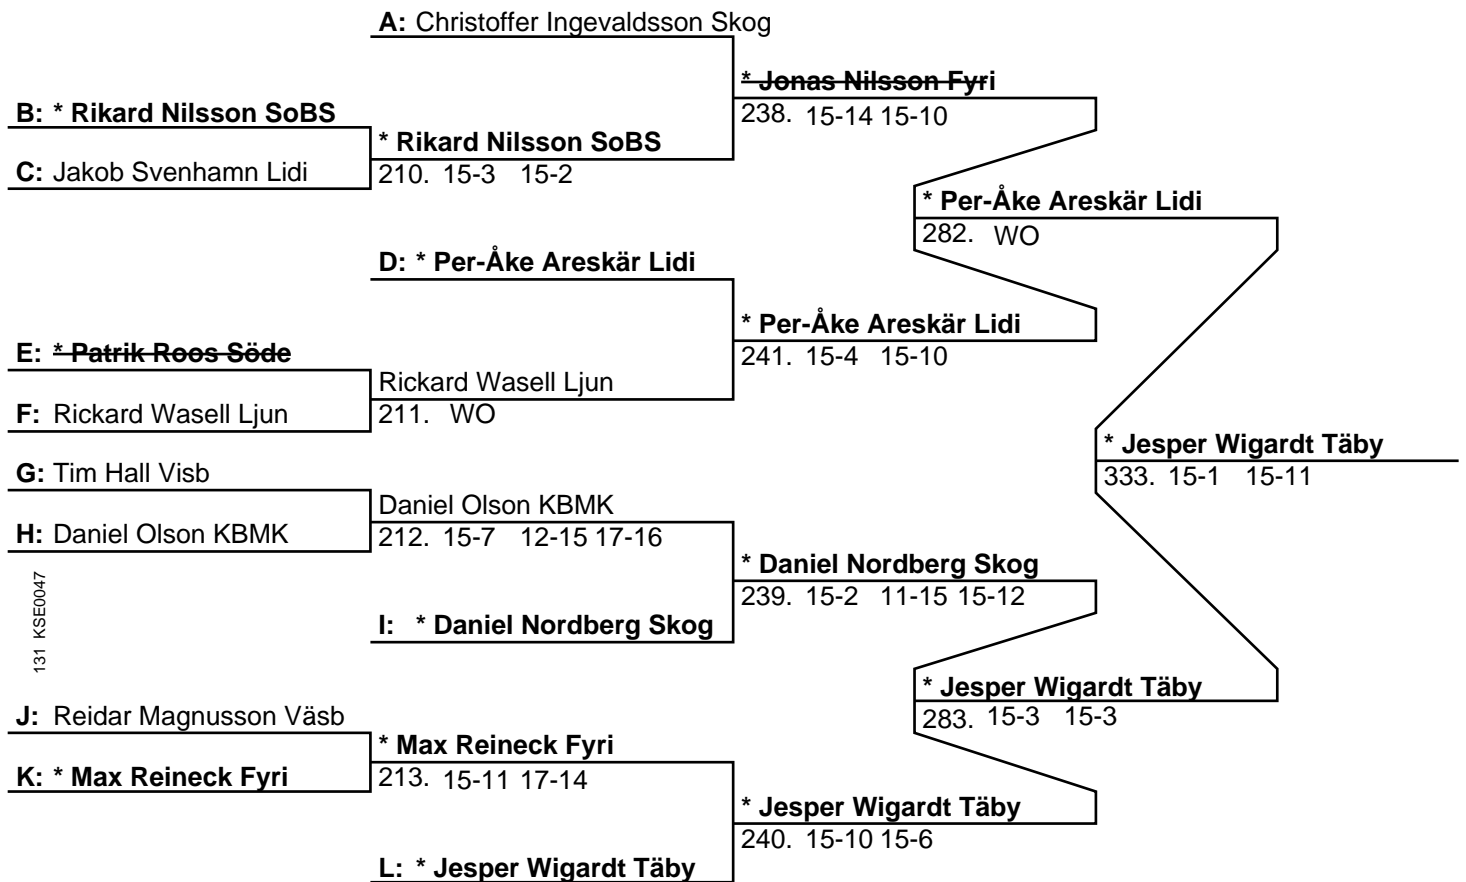 A: Christoffer Ingevaldsson Skog
* Jonas Nilsson Fyri
B: * Rikard Nilsson SoBS
238. 15-14 15-10
* Rikard Nilsson SoBS
C: Jakob Svenhamn Lidi
210. 15-3 15-2
* Per-Åke Areskär Lidi
282. WO
D: * Per-Åke Areskär Lidi
* Per-Åke Areskär Lidi
E: * Patrik Roos Söde
241. 15-4 15-10
Rickard Wasell Ljun
F: Rickard Wasell Ljun
211. WO
* Jesper Wigardt Täby
G: Tim Hall Visb
333. 15-1 15-11
Daniel Olson KBMK
H: Daniel Olson KBMK
212. 15-7 12-15 17-16
* Daniel Nordberg Skog
239. 15-2 11-15 15-12
131 KSE0047
I: * Daniel Nordberg Skog
* Jesper Wigardt Täby
J: Reidar Magnusson Väsb
283. 15-3 15-3
* Max Reineck Fyri
K: * Max Reineck Fyri
213. 15-11 17-14
* Jesper Wigardt Täby
240. 15-10 15-6
L: * Jesper Wigardt Täby